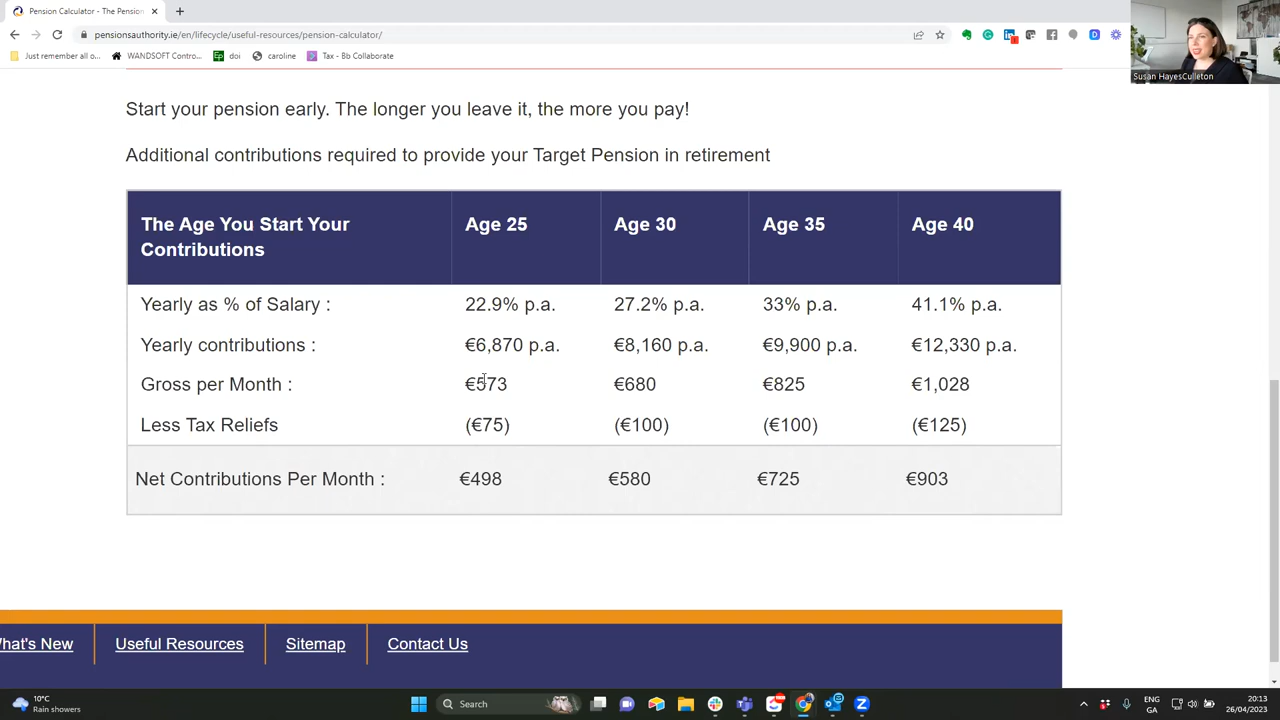 Pension Calculator - The Pension
pensionsauthority.ie/en/lifecycle/useful-resources/pension-calculator/
Just remember all o...
WANDSOFT Contro...
doi
caroline
Tax - Bb Collaborate
Susan HayesCulleton
Start your pension early. The longer you leave it, the more you pay!
Additional contributions required to provide your Target Pension in retirement
The Age You Start Your Contributions Age 25 Age 30 Age 35 Age 40
Yearly as % of Salary : 22.9% p.a. 27.2% p.a. 33% p.a. 41.1% p.a.
Yearly contributions : €6,870 p.a. €8,160 p.a. €9,900 p.a. €12,330 p.a.
Gross per Month : €573 €680 €825 €1,028
Less Tax Reliefs (€75) (€100) (€100) (€125)
Net Contributions Per Month : €498 €580 €725 €903
hat's New
Useful Resources
Sitemap
Contact Us
10°C
Rain showers
Search
ENG
GA
20:13
26/04/2023